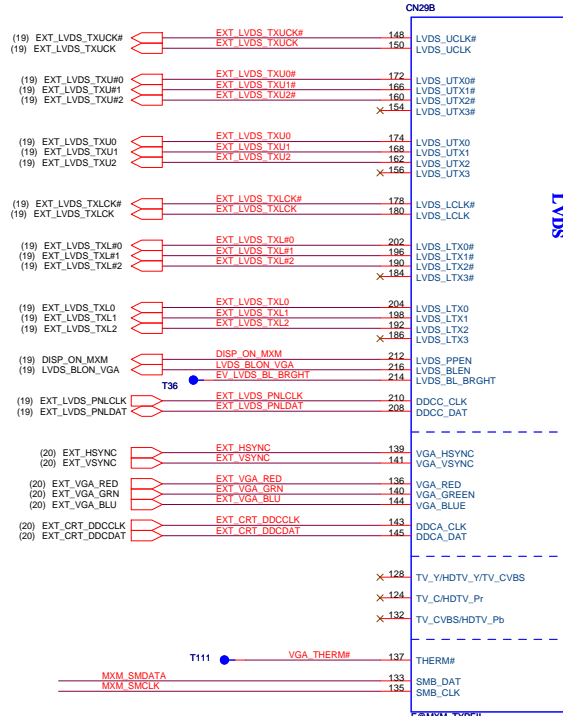 CN29B
(19) EXT_LVDS_TXUCK# EXT_LVDS_TXUCK# 148 LVDS_UCLK#
(19) EXT_LVDS_TXUCK EXT_LVDS_TXUCK 150 LVDS_UCLK
(19) EXT_LVDS_TXU#0 EXT_LVDS_TXU0# 172 LVDS_UTX0#
(19) EXT_LVDS_TXU#1 EXT_LVDS_TXU1# 166 LVDS_UTX1#
(19) EXT_LVDS_TXU#2 EXT_LVDS_TXU2# 160 LVDS_UTX2#
154 LVDS_UTX3#
(19) EXT_LVDS_TXU0 EXT_LVDS_TXU0 174 LVDS_UTX0
(19) EXT_LVDS_TXU1 EXT_LVDS_TXU1 168 LVDS_UTX1
(19) EXT_LVDS_TXU2 EXT_LVDS_TXU2 162 LVDS_UTX2
156 LVDS_UTX3
(19) EXT_LVDS_TXLCK# EXT_LVDS_TXLCK# 178 LVDS_LCLK#
(19) EXT_LVDS_TXLCK EXT_LVDS_TXLCK 180 LVDS_LCLK
LVDS
(19) EXT_LVDS_TXL#0 EXT_LVDS_TXL#0 202 LVDS_LTX0#
(19) EXT_LVDS_TXL#1 EXT_LVDS_TXL#1 196 LVDS_LTX1#
(19) EXT_LVDS_TXL#2 EXT_LVDS_TXL#2 190 LVDS_LTX2#
184 LVDS_LTX3#
(19) EXT_LVDS_TXL0 EXT_LVDS_TXL0 204 LVDS_LTX0
(19) EXT_LVDS_TXL1 EXT_LVDS_TXL1 198 LVDS_LTX1
(19) EXT_LVDS_TXL2 EXT_LVDS_TXL2 192 LVDS_LTX2
186 LVDS_LTX3
(19) DISP_ON_MXM DISP_ON_MXM 212 LVDS_PPEN
(19) LVDS_BLON_VGA LVDS_BLON_VGA 216 LVDS_BLEN
T36 EV_LVDS_BL_BRGHT 214 LVDS_BL_BRGHT
(19) EXT_LVDS_PNLCLK EXT_LVDS_PNLCLK 210 DDCC_CLK
(19) EXT_LVDS_PNLDAT EXT_LVDS_PNLDAT 208 DDCC_DAT
(20) EXT_HSYNC EXT_HSYNC 139 VGA_HSYNC
(20) EXT_VSYNC EXT_VSYNC 141 VGA_VSYNC
(20) EXT_VGA_RED EXT_VGA_RED 136 VGA_RED
(20) EXT_VGA_GRN EXT_VGA_GRN 140 VGA_GREEN
(20) EXT_VGA_BLU EXT_VGA_BLU 144 VGA_BLUE
(20) EXT_CRT_DDCCLK EXT_CRT_DDCCLK 143 DDCA_CLK
(20) EXT_CRT_DDCDAT EXT_CRT_DDCDAT 145 DDCA_DAT
128 TV_Y/HDTV_Y/TV_CVBS
124 TV_C/HDTV_Pr
132 TV_CVBS/HDTV_Pb
T111 VGA_THERM# 137 THERM#
MXM_SMDATA 133 SMB_DAT
MXM_SMCLK 135 SMB_CLK